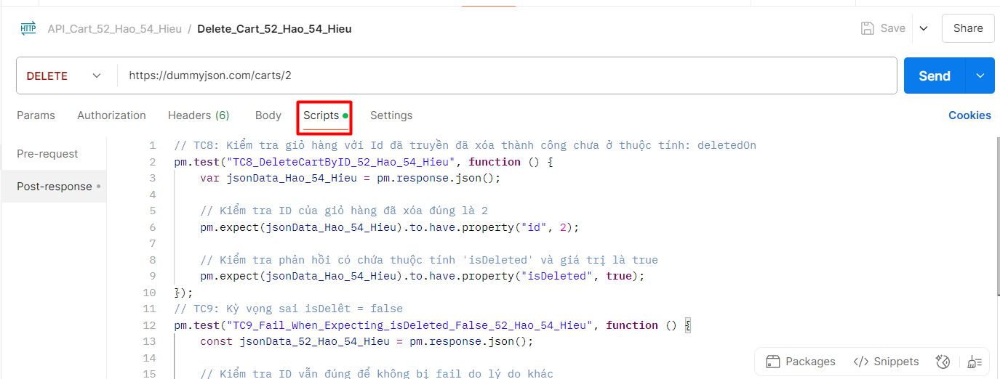 HTTP API_Cart_52_Hao_54_Hieu / Delete_Cart_52_Hao_54_Hieu Save Share
DELETE https://dummyjson.com/carts/2 Send
Params Authorization Headers (6) Body Scripts Settings Cookies
Pre-request
Post-response
1 // TC8: Kiểm tra giỏ hàng với Id đã truyền đã xóa thành công chưa ở thuộc tính: deletedOn
2 pm.test("TC8_DeleteCartByID_52_Hao_54_Hieu", function () {
3 var jsonData_Hao_54_Hieu = pm.response.json();
4
5 // Kiểm tra ID của giỏ hàng đã xóa đúng là 2
6 pm.expect(jsonData_Hao_54_Hieu).to.have.property("id", 2);
7
8 // Kiểm tra phản hồi có chứa thuộc tính 'isDeleted' và giá trị là true
9 pm.expect(jsonData_Hao_54_Hieu).to.have.property("isDeleted", true);
10 });
11 // TC9: Kỳ vọng sai isDelêt = false
12 pm.test("TC9_Fail_When_Expecting_isDeleted_False_52_Hao_54_Hieu", function () {
13 const jsonData_52_Hao_54_Hieu = pm.response.json();
14
15 // Kiểm tra ID vẫn đúng để không bị fail do lý do khác
Packages </> Snippets